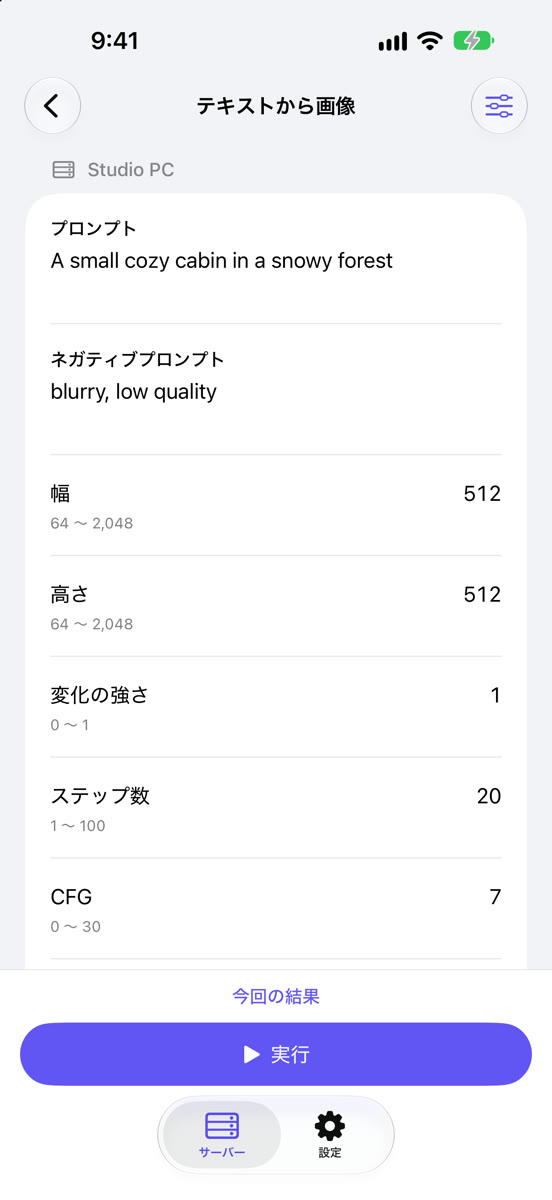 9:41
テキストから画像
Studio PC
プロンプト
A small cozy cabin in a snowy forest
ネガティブプロンプト
blurry, low quality
幅
512
64 〜 2,048
高さ
512
64 〜 2,048
変化の強さ
1
0 〜 1
ステップ数
20
1 〜 100
CFG
7
0 〜 30
今回の結果
実行
サーバー
設定